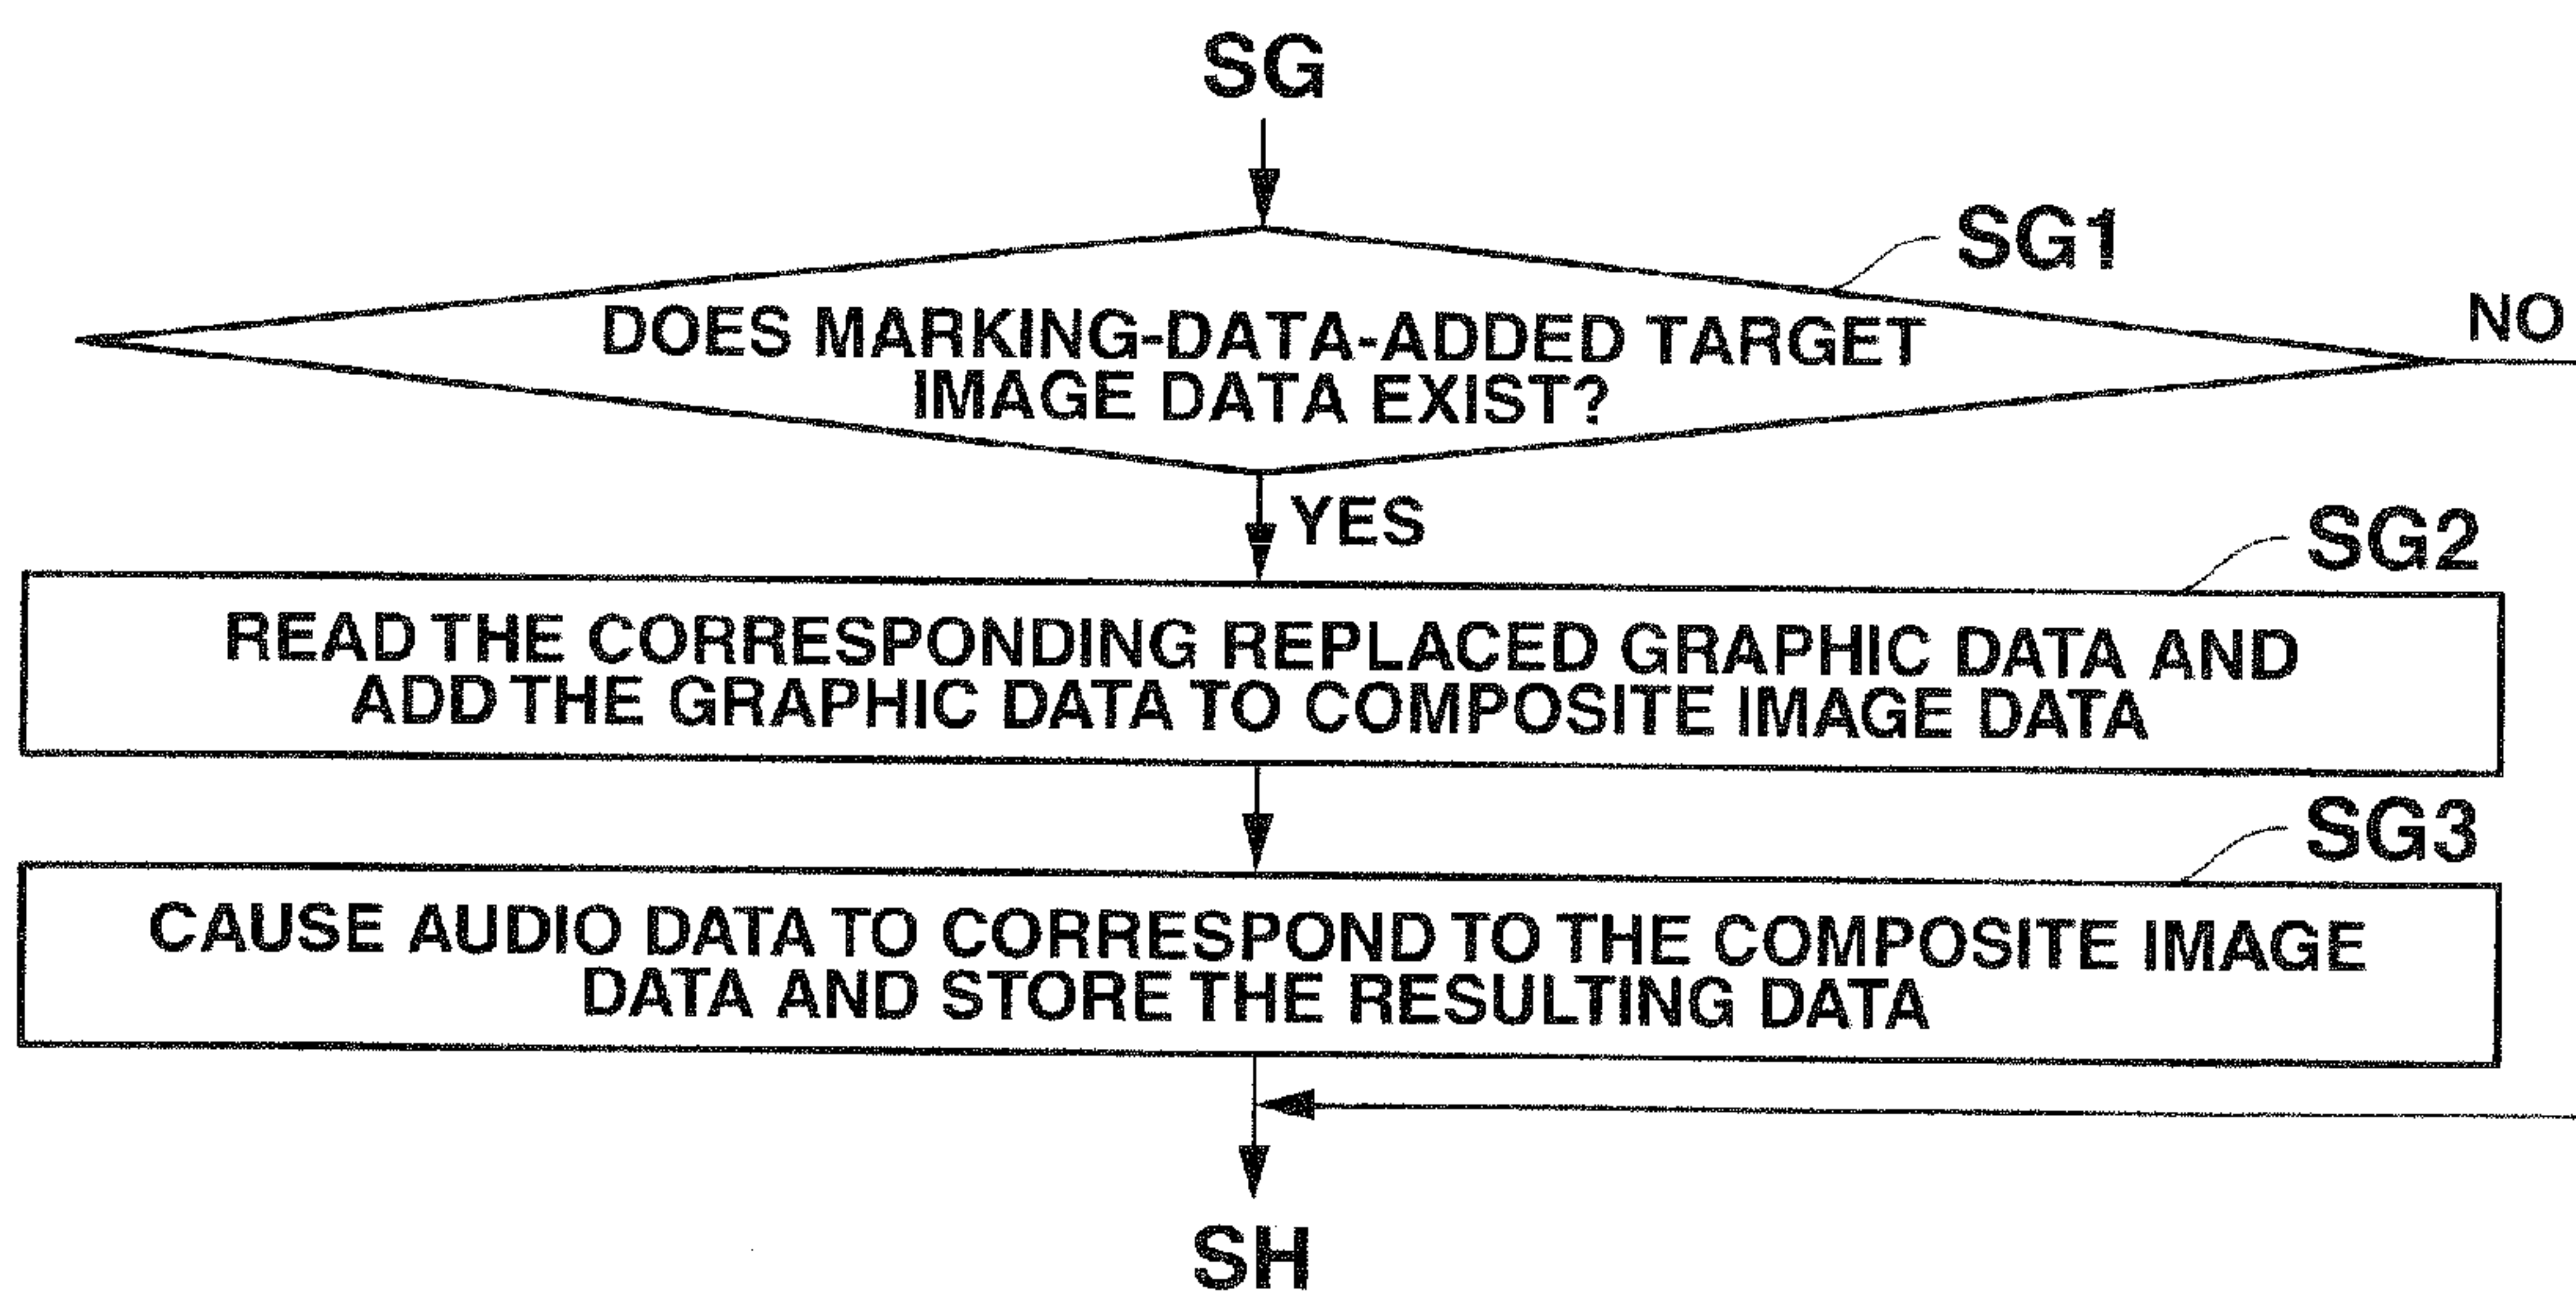 SG
SG1
DOES MARKING-DATA-ADDED TARGET
IMAGE DATA EXIST?
NO
YES
SG2
READ THE CORRESPONDING REPLACED GRAPHIC DATA AND
ADD THE GRAPHIC DATA TO COMPOSITE IMAGE DATA
SG3
CAUSE AUDIO DATA TO CORRESPOND TO THE COMPOSITE IMAGE
DATA AND STORE THE RESULTING DATA
SH